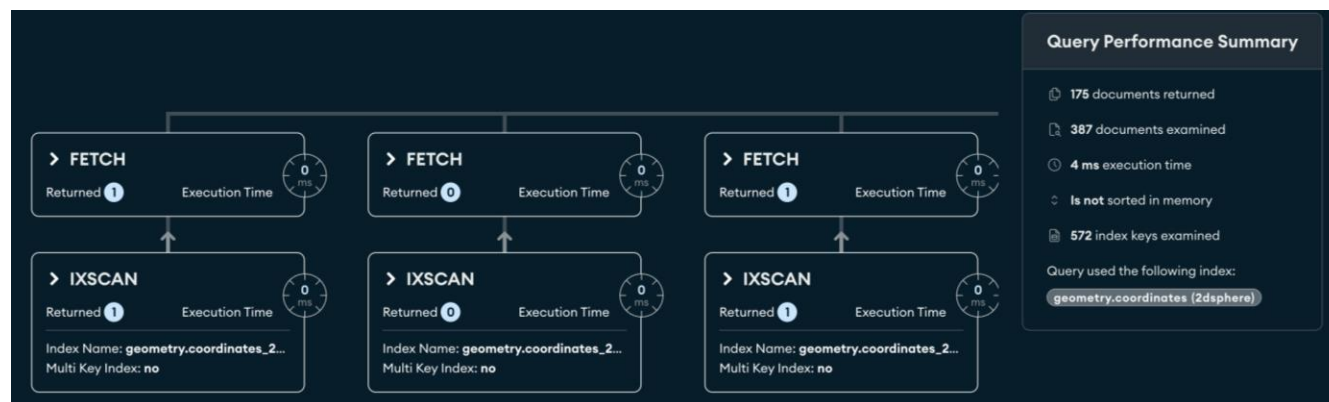 FETCH
Returned 1 Execution Time 0 ms
IXSCAN
Returned 1 Execution Time 0 ms
Index Name: geometry.coordinates_2...
Multi Key Index: no
FETCH
Returned 0 Execution Time 0 ms
IXSCAN
Returned 0 Execution Time 0 ms
Index Name: geometry.coordinates_2...
Multi Key Index: no
FETCH
Returned 1 Execution Time 0 ms
IXSCAN
Returned 1 Execution Time 0 ms
Index Name: geometry.coordinates_2...
Multi Key Index: no
Query Performance Summary
175 documents returned
387 documents examined
4 ms execution time
Is not sorted in memory
572 index keys examined
Query used the following index:
geometry.coordinates (2dsphere)